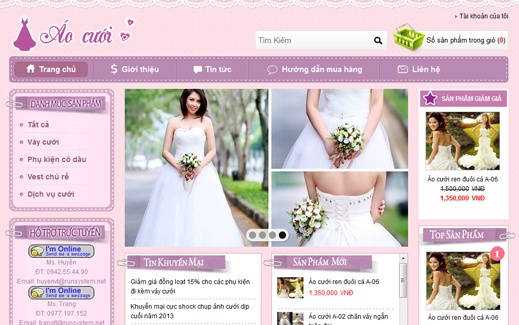 Tài khoản của tôi
Áo cưới
Tìm Kiếm
Số sản phẩm trong giỏ (0)
Trang chủ
Giới thiệu
Tin tức
Hướng dẫn mua hàng
Liên hệ
DANH MỤC SẢN PHẨM
Tất cả
Váy cưới
Phụ kiện cô dâu
Vest chú rể
Dịch vụ cưới
HỖ TRỢ TRỰC TUYẾN
I'm Online
Send me a message
Ms. Huyền
ĐT: 0942.55.44.90
Email: huyenvt@runsystem.net
I'm Online
Send me a message
Ms. Trang
ĐT: 0977.197.152
TIN KHUYẾN MẠI
Giảm giá đồng loạt 15% cho các phụ kiện
đi kèm váy cưới
Khuyến mại cực shock chụp ảnh cưới dịp
cuối năm 2013
SẢN PHẨM MỚI
Áo cưới ren đuôi cá A-06
1,350,000 VNĐ
Áo cưới A-02 chân váy ngắn
SẢN PHẨM GIẢM GIÁ
Áo cưới ren đuôi cá A-06
1,500,000 VNĐ
1,350,000 VNĐ
TOP SẢN PHẨM
1
Áo cưới ren đuôi cá A-06